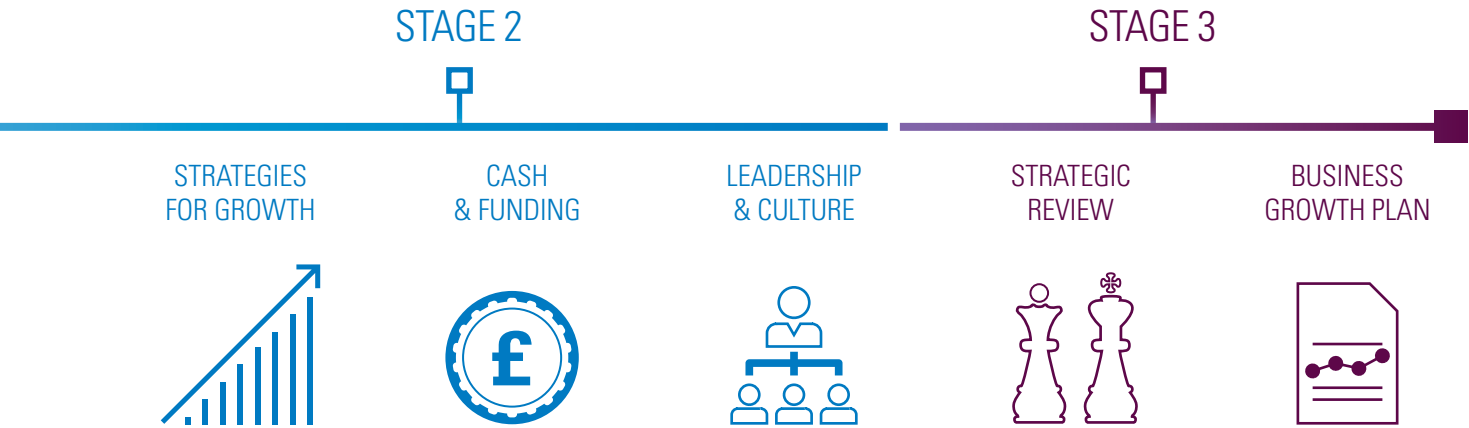 STAGE 2
STAGE 3
STRATEGIES
FOR GROWTH
CASH
& FUNDING
LEADERSHIP
& CULTURE
STRATEGIC
REVIEW
BUSINESS
GROWTH PLAN
£